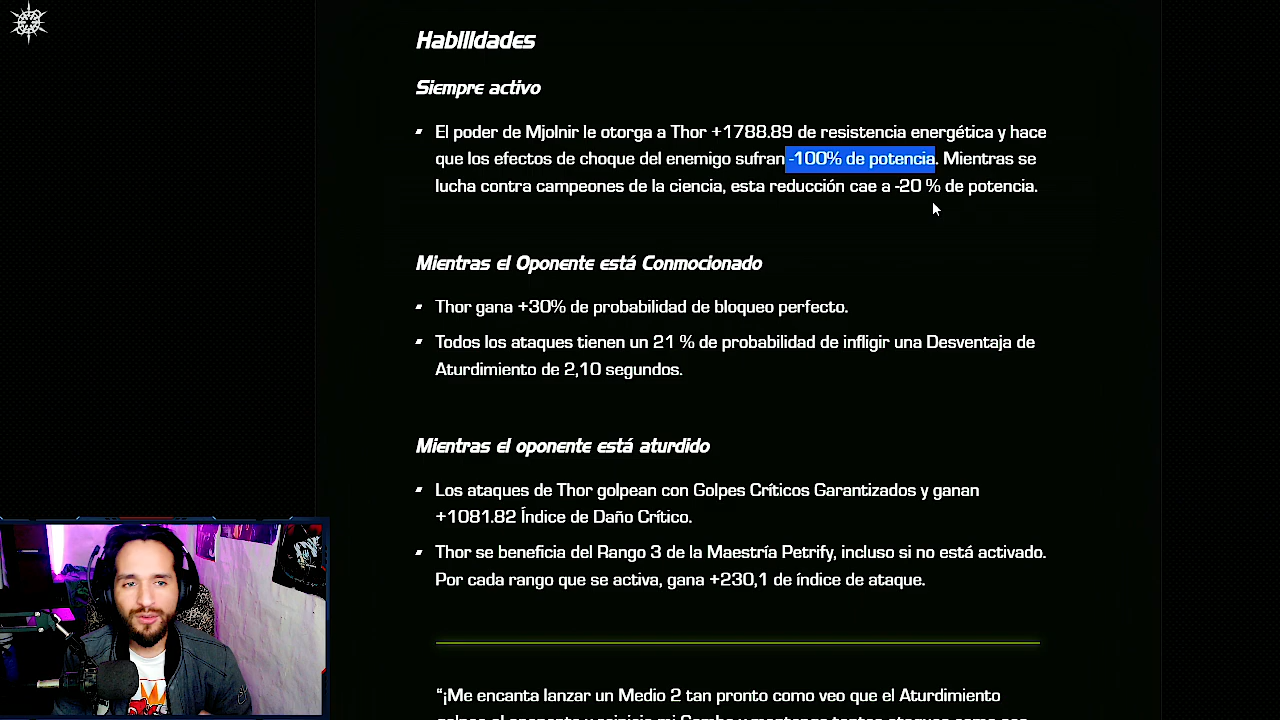 Habilidades
Siempre activo
El poder de Mjolnir le otorga a Thor +1788.89 de resistencia energética y hace
que los efectos de choque del enemigo sufran -100% de potencia. Mientras se
lucha contra campeones de la ciencia, esta reducción cae a -20 % de potencia.
Mientras el Oponente está Conmocionado
Thor gana +30% de probabilidad de bloqueo perfecto.
Todos los ataques tienen un 21 % de probabilidad de infligir una Desventaja de
Aturdimiento de 2,10 segundos.
Mientras el oponente está aturdido
Los ataques de Thor golpean con Golpes Críticos Garantizados y ganan
+1081.82 Índice de Daño Crítico.
Thor se beneficia del Rango 3 de la Maestría Petrify, incluso si no está activado.
Por cada rango que se activa, gana +230,1 de índice de ataque.
“¡Me encanta lanzar un Medio 2 tan pronto como veo que el Aturdimiento